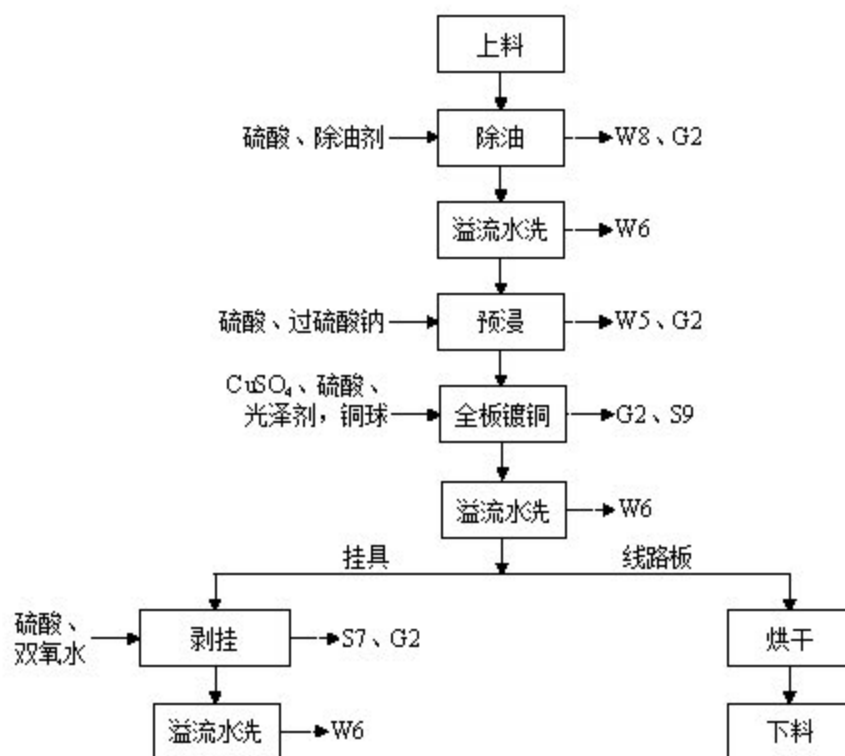 上料
硫酸、除油剂
除油
W8、G2
溢流水洗
W6
硫酸、过硫酸钠
预浸
W5、G2
CuSO₄、硫酸、
光泽剂，铜球
全板镀铜
G2、S9
溢流水洗
W6
挂具
线路板
硫酸、
双氧水
剥挂
S7、G2
烘干
溢流水洗
W6
下料